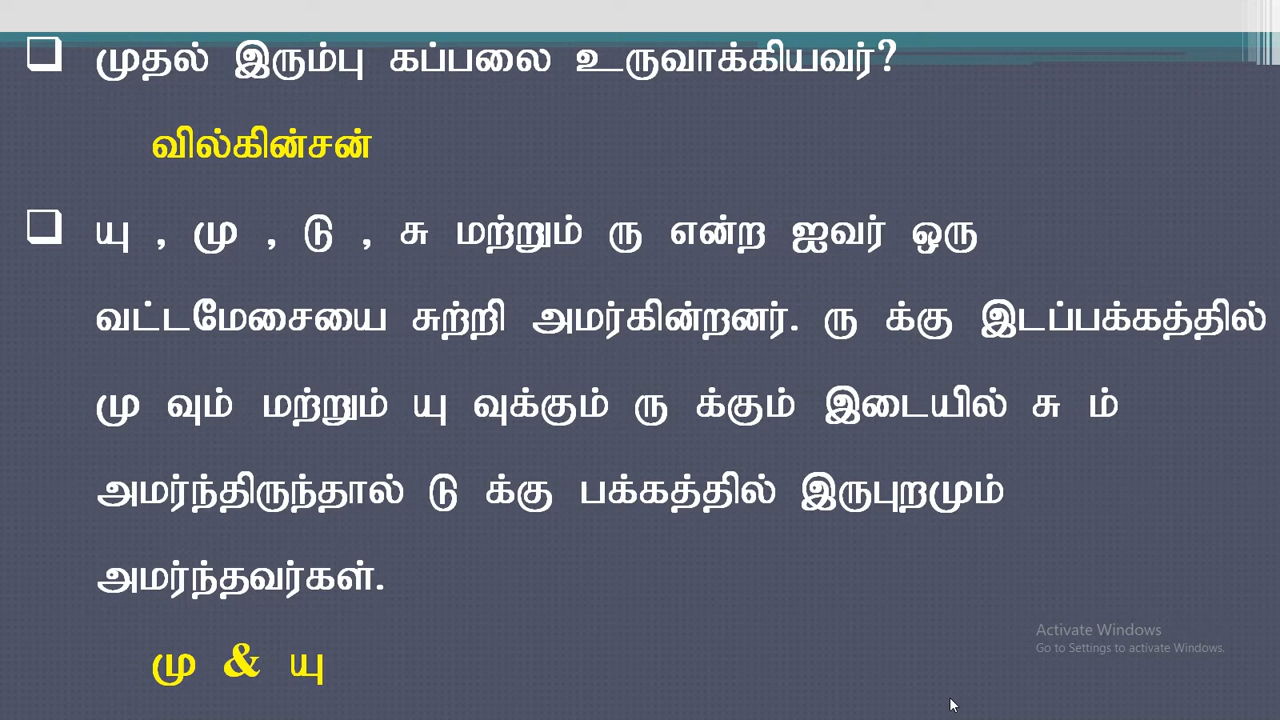 முதல் இரும்பு கப்பலை உருவாக்கியவர்?
வில்கின்சன்
யு , மு , டு , சு மற்றும் ரு என்ற ஐவர் ஒரு
வட்டமேசையை சுற்றி அமர்கின்றனர். ரு க்கு இடப்பக்கத்தில்
மு வும் மற்றும் யு வுக்கும் ரு க்கும் இடையில் சு ம்
அமர்ந்திருந்தால் டு க்கு பக்கத்தில் இருபுறமும்
அமர்ந்தவர்கள்.
மு & யு
Activate Windows
Go to Settings to activate Windows.